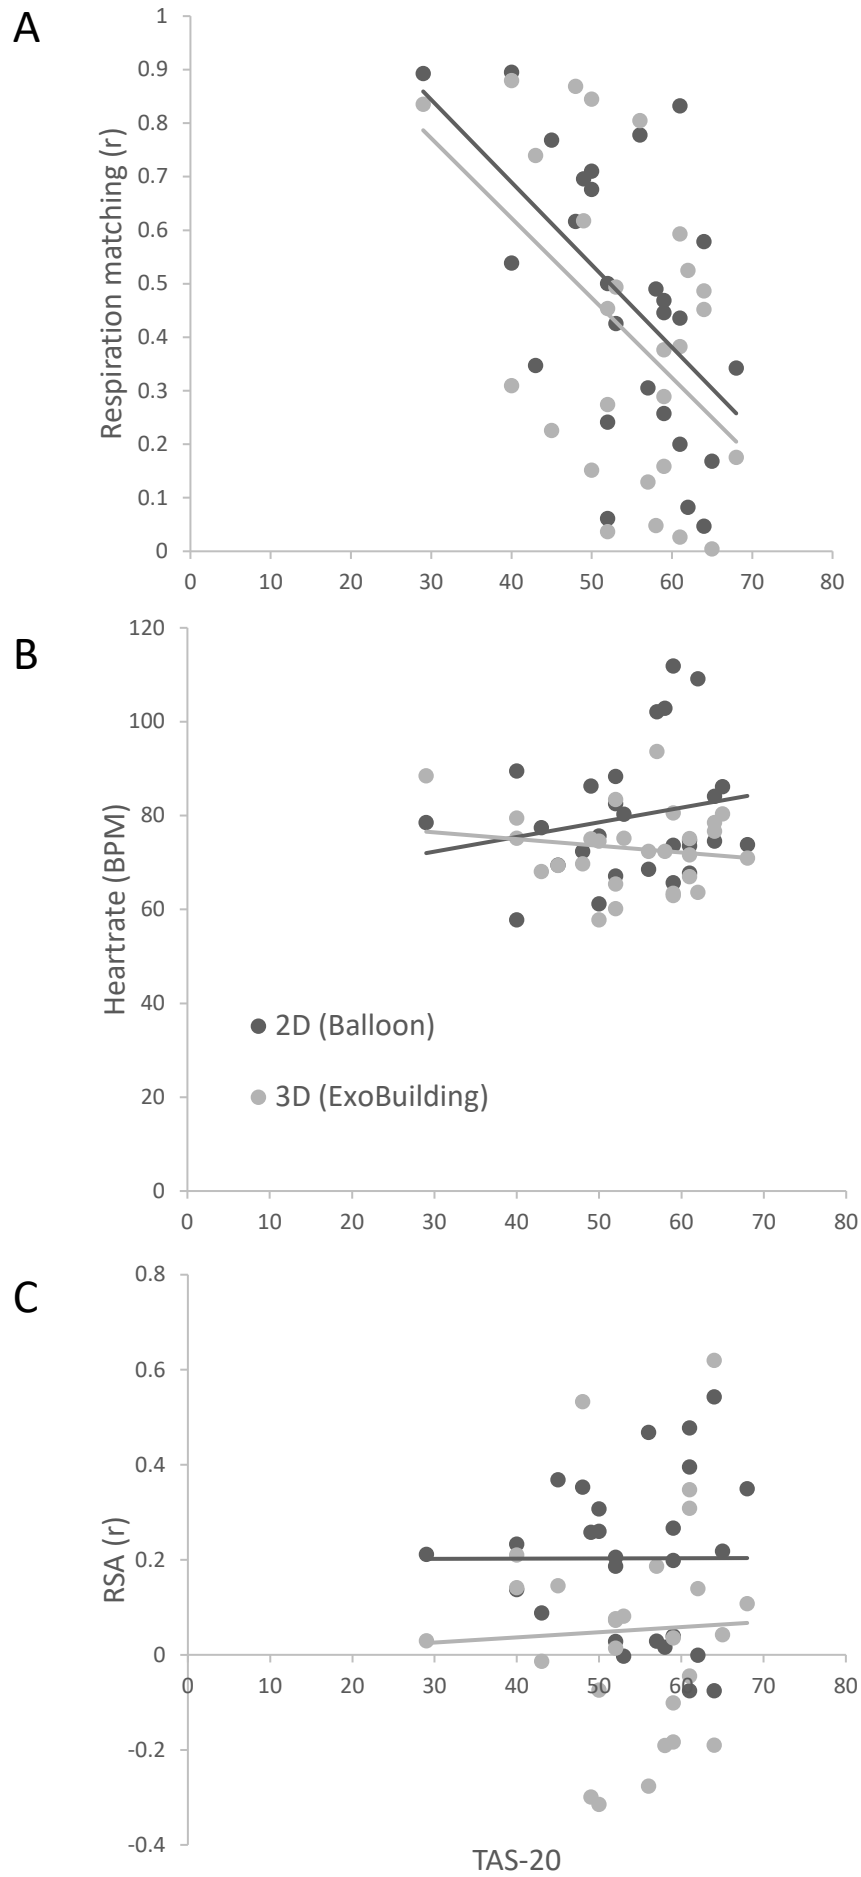 A
1
0.9
0.8
0.7
0.6
0.5
0.4
0.3
0.2
0.1
0
Respiration matching (r)
0 10 20 30 40 50 60 70 80
B
120
100
80
60
40
20
0
Heartrate (BPM)
2D (Balloon)
3D (ExoBuilding)
0 10 20 30 40 50 60 70 80
C
0.8
0.6
0.4
0.2
0
-0.2
-0.4
RSA (r)
0 10 20 30 40 50 60 70 80
TAS-20